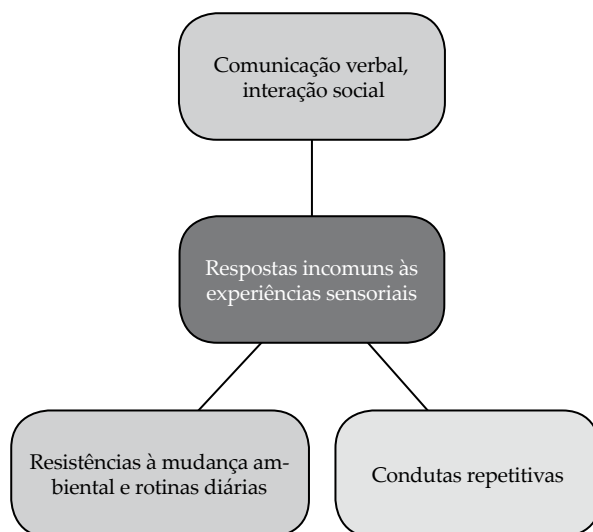 Comunicação verbal,
interação social
Respostas incomuns às
experiências sensoriais
Resistências à mudança am-
biental e rotinas diárias
Condutas repetitivas